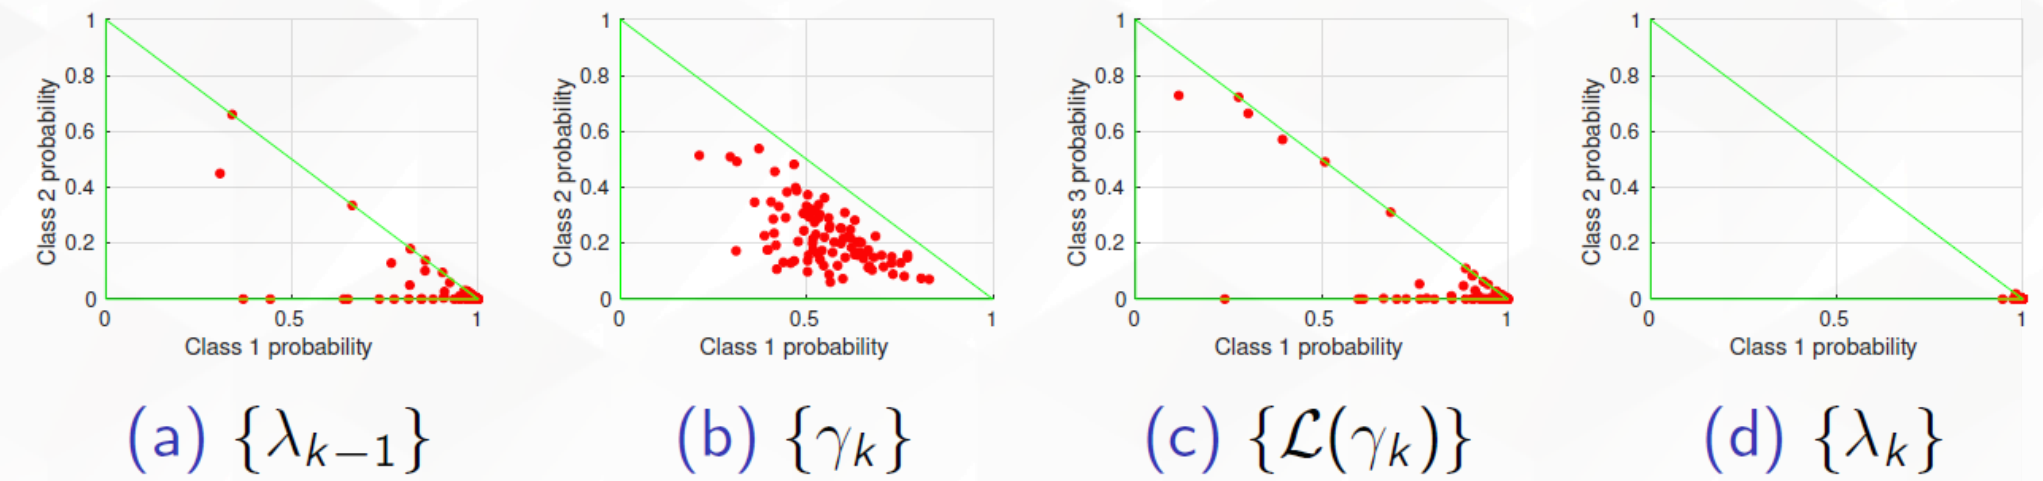 1
0.8
0.6
0.4
0.2
0
0 0.5 1
Class 2 probability
Class 1 probability
(a) {λₖ₋₁}
1
0.8
0.6
0.4
0.2
0
0 0.5 1
Class 2 probability
Class 1 probability
(b) {γₖ}
1
0.8
0.6
0.4
0.2
0
0 0.5 1
Class 3 probability
Class 1 probability
(c) {ℒ(γₖ)}
1
0.8
0.6
0.4
0.2
0
0 0.5 1
Class 2 probability
Class 1 probability
(d) {λₖ}